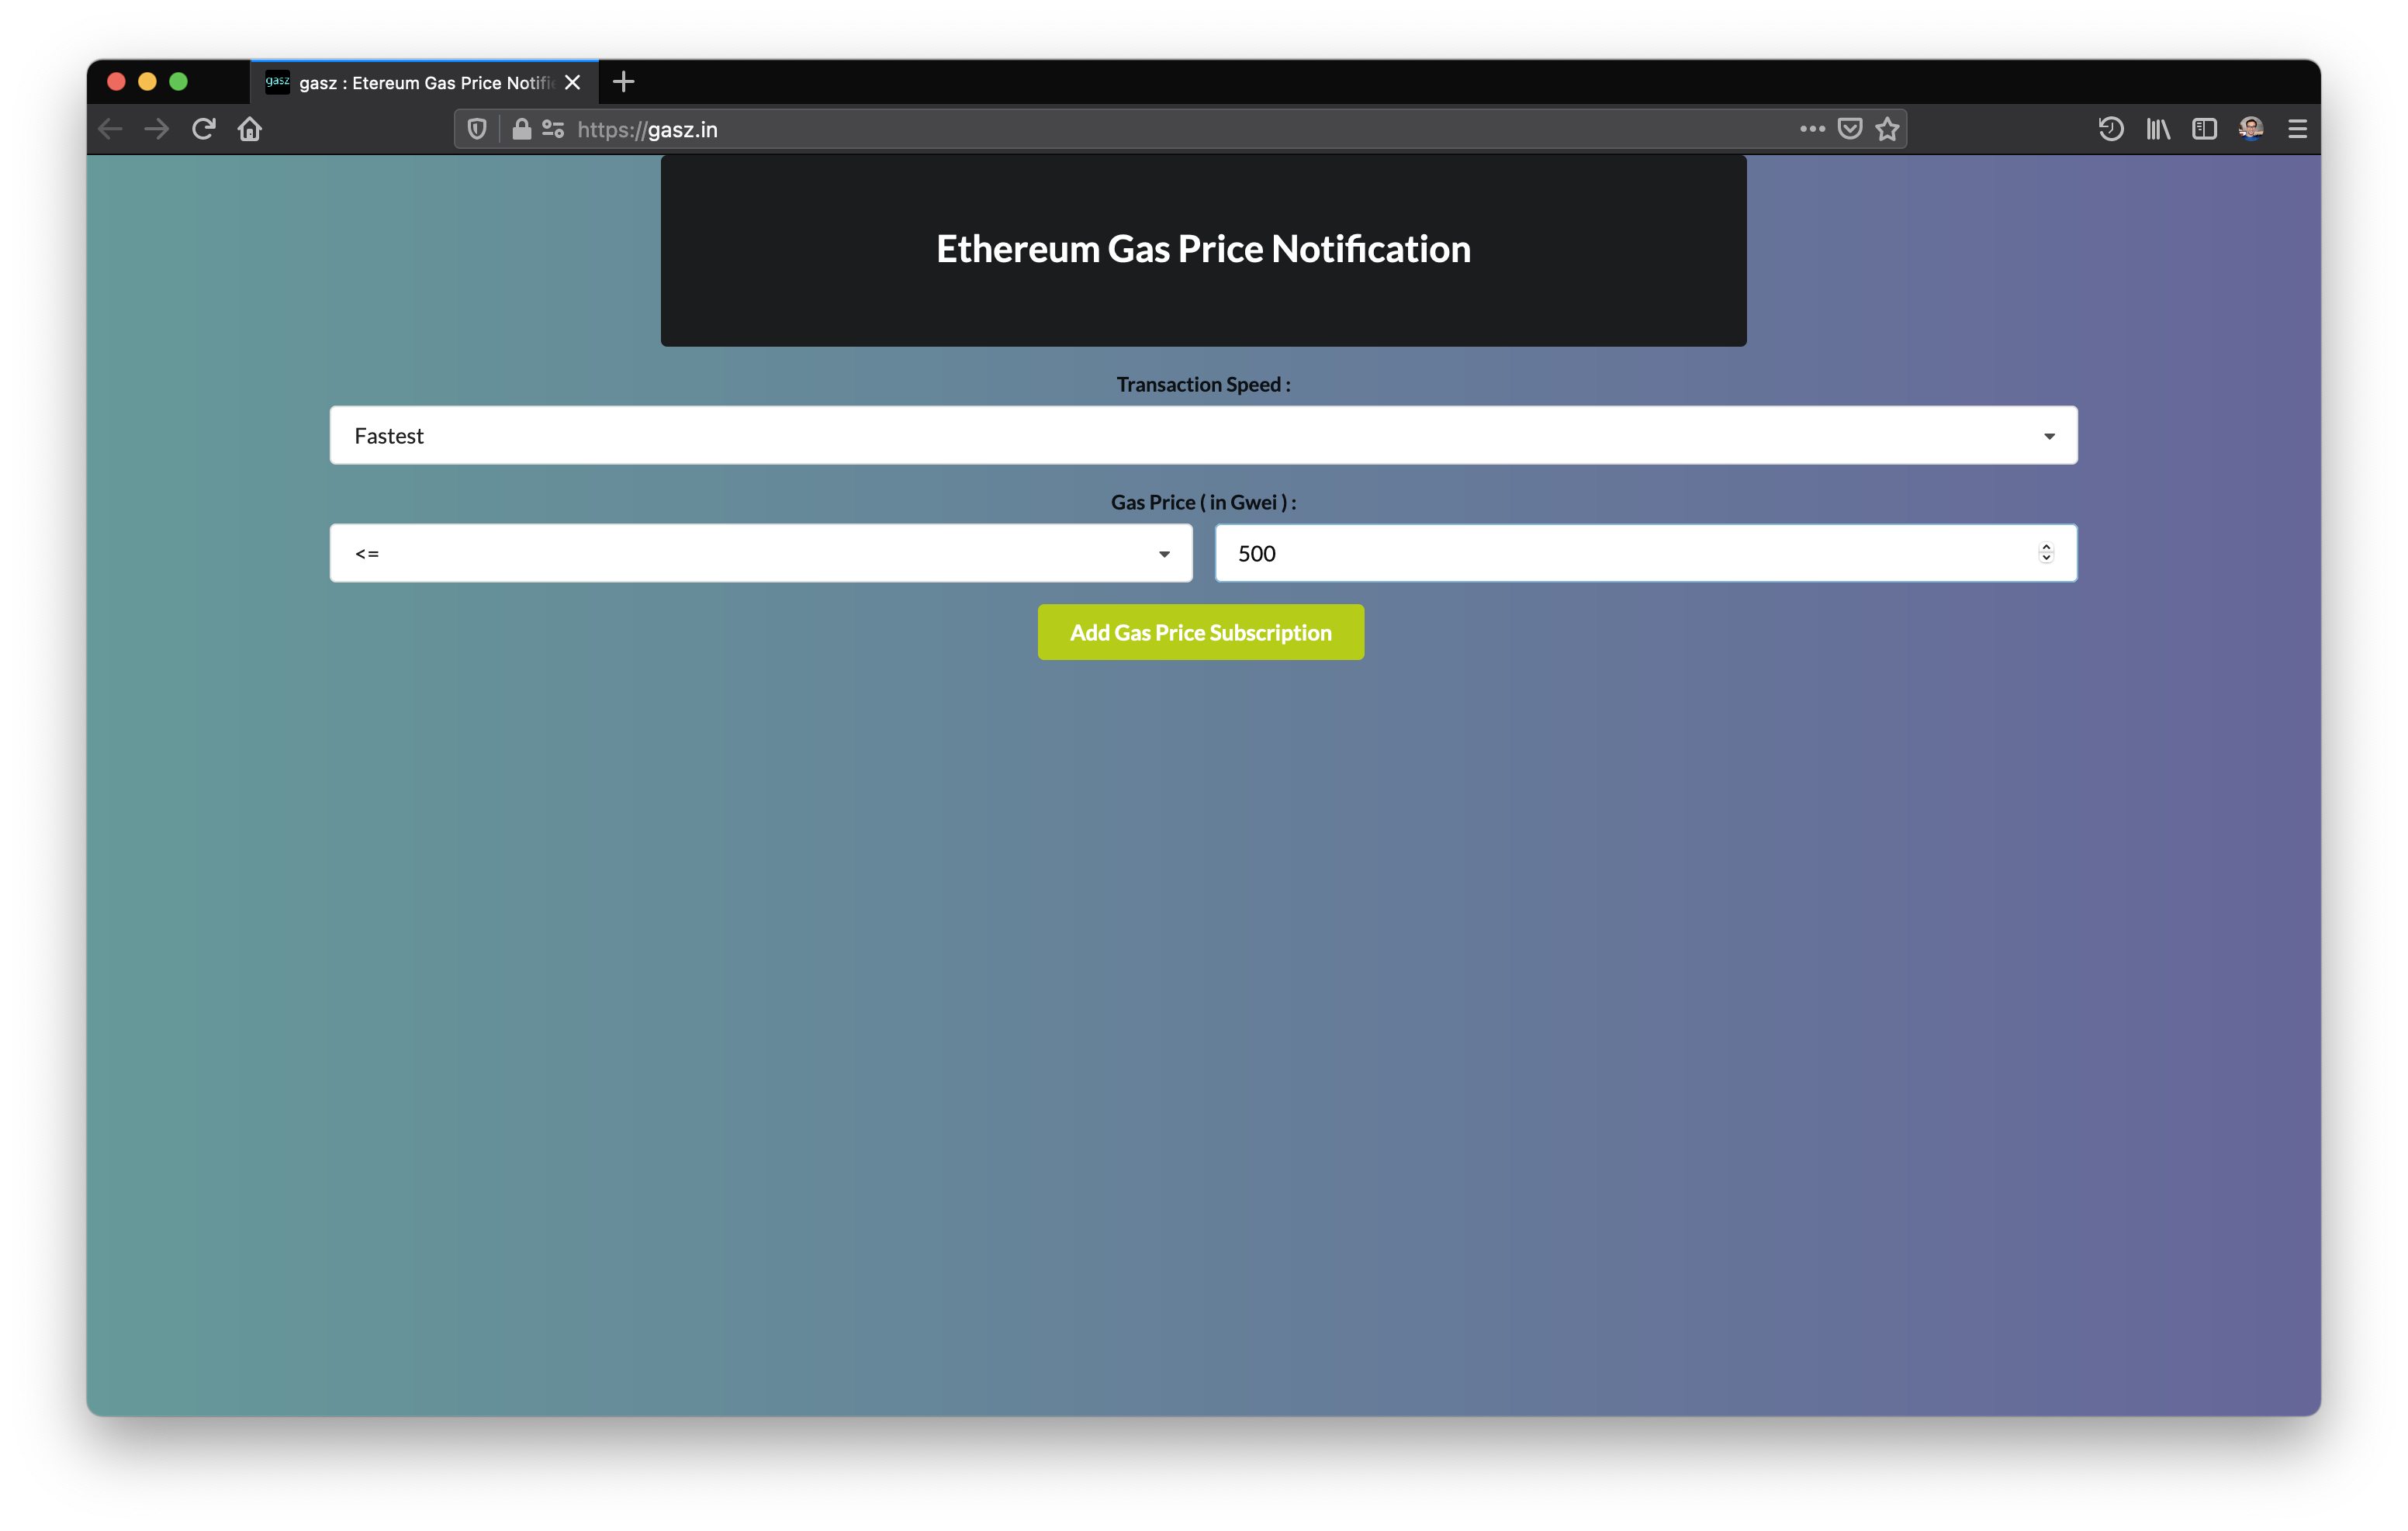 gasz gasz : Etereum Gas Price Notifi
https://gasz.in
Ethereum Gas Price Notification
Transaction Speed :
Fastest
Gas Price ( in Gwei ) :
<= 500
Add Gas Price Subscription